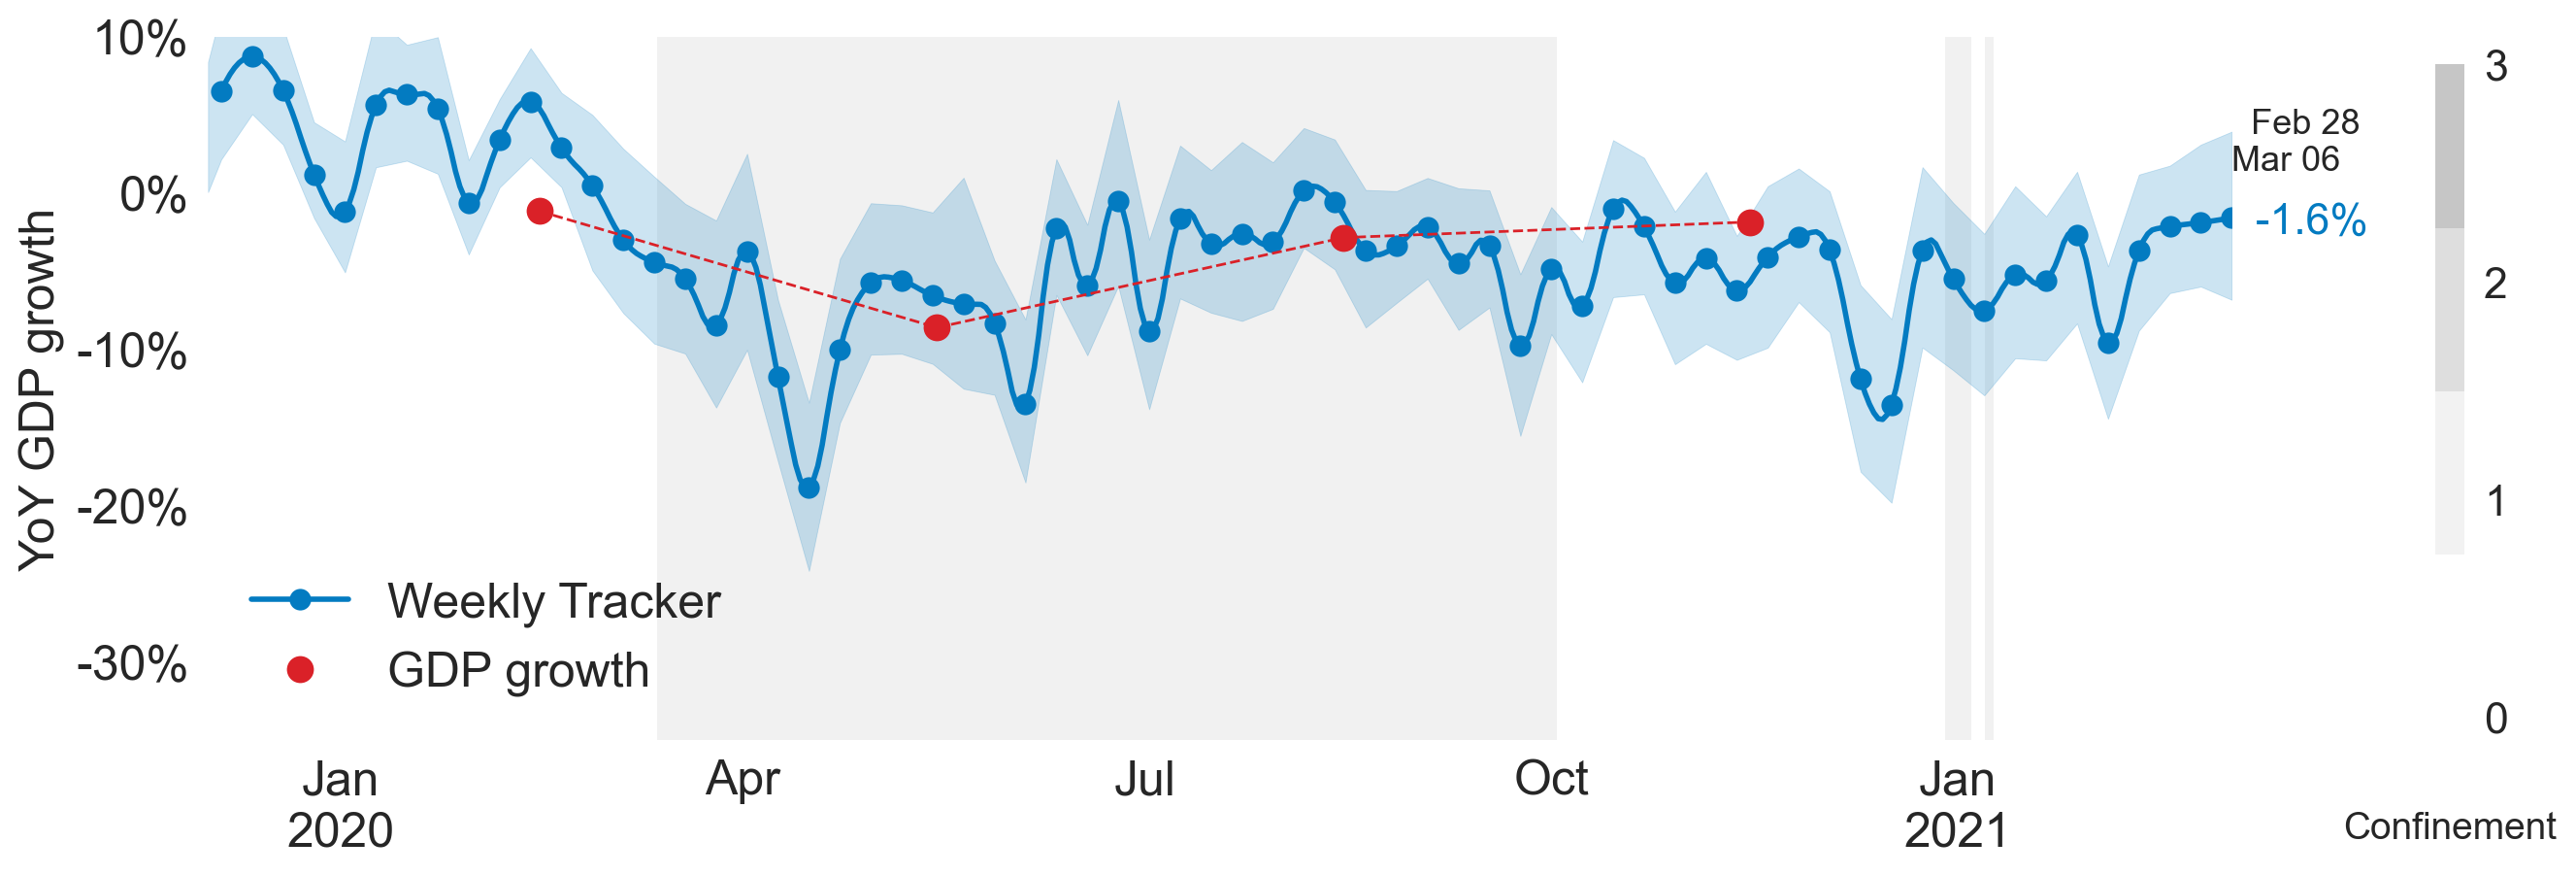 YoY GDP growth
10%
0%
-10%
-20%
-30%
Weekly Tracker
GDP growth
Jan
2020
Apr
Jul
Oct
Jan
2021
Feb 28
Mar 06
-1.6%
3
2
1
0
Confinement